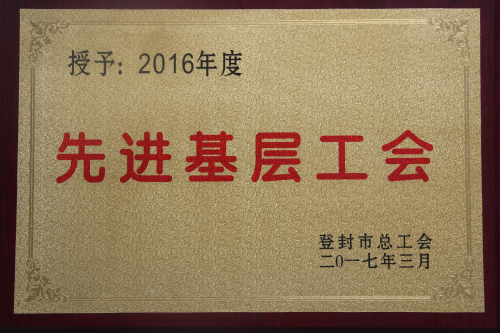 授予：2016年度
先进基层工会
登封市总工会
二〇一七年三月